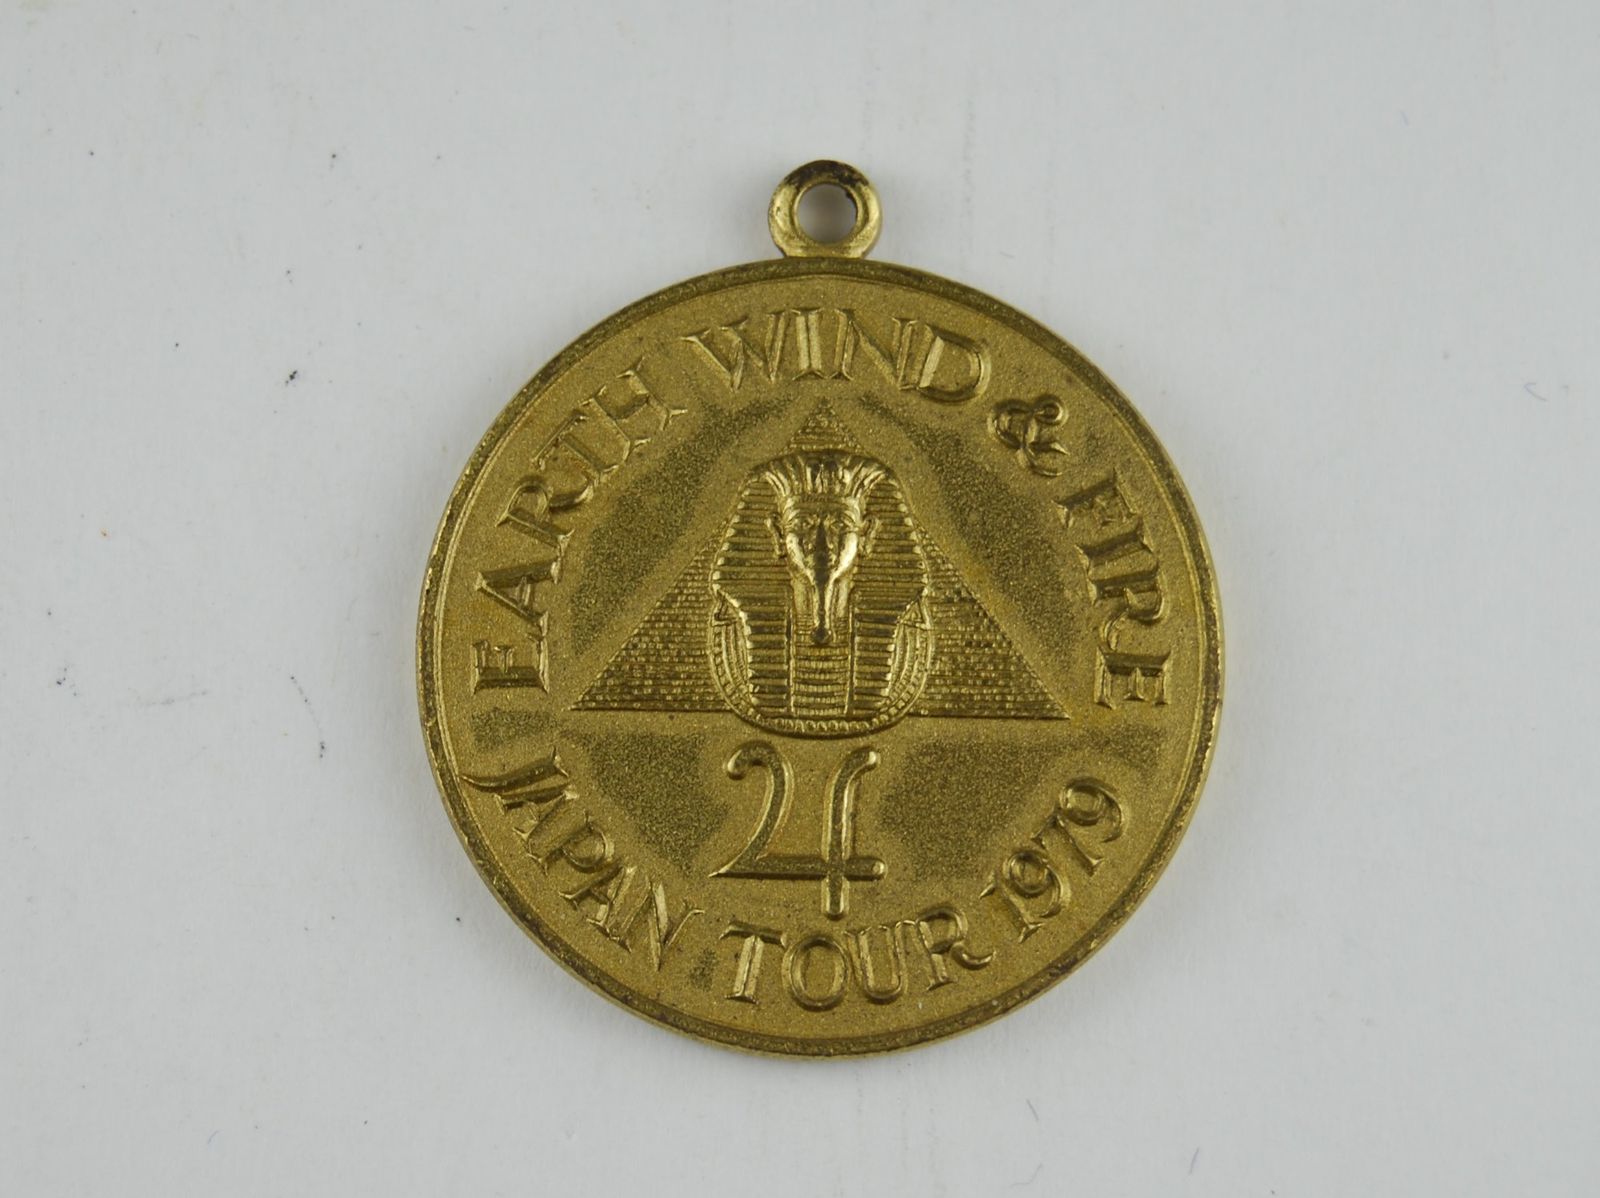 EARTH WIND & FIRE
♃
JAPAN TOUR 1979